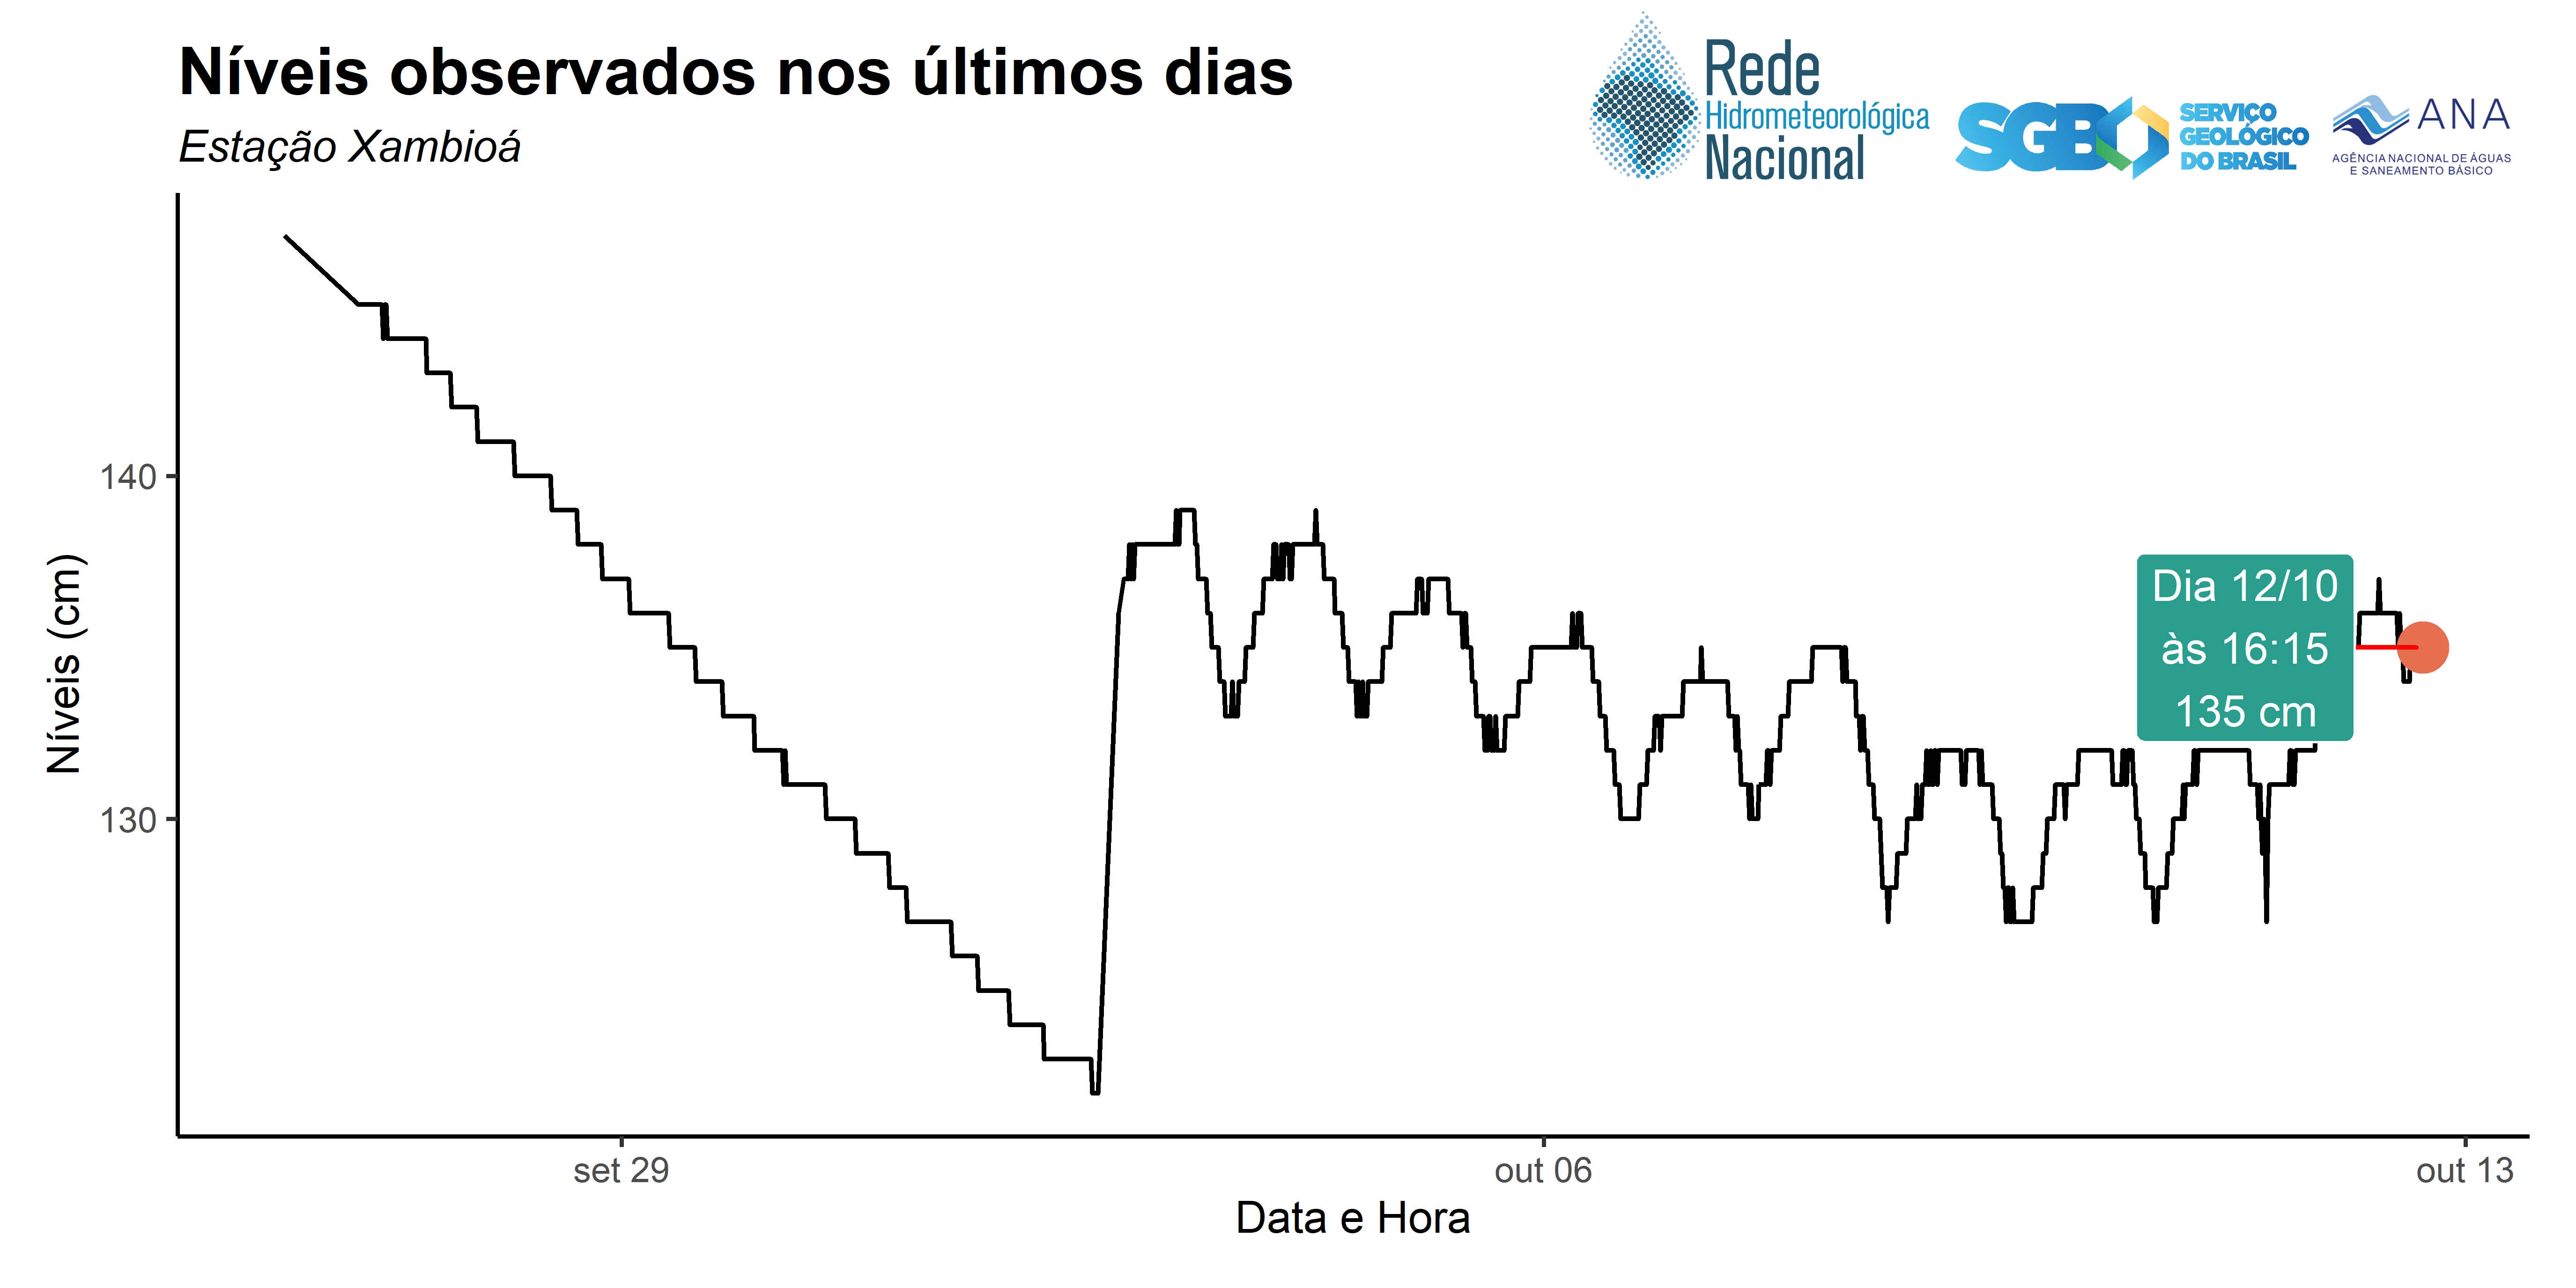 Níveis observados nos últimos dias
Estação Xambioá
Rede
Hidrometeorológica
Nacional
SGB
SERVIÇO
GEOLÓGICO
DO BRASIL
ANA
AGÊNCIA NACIONAL DE ÁGUAS
E SANEAMENTO BÁSICO
Níveis (cm)
140
130
Dia 12/10
às 16:15
135 cm
set 29
out 06
out 13
Data e Hora